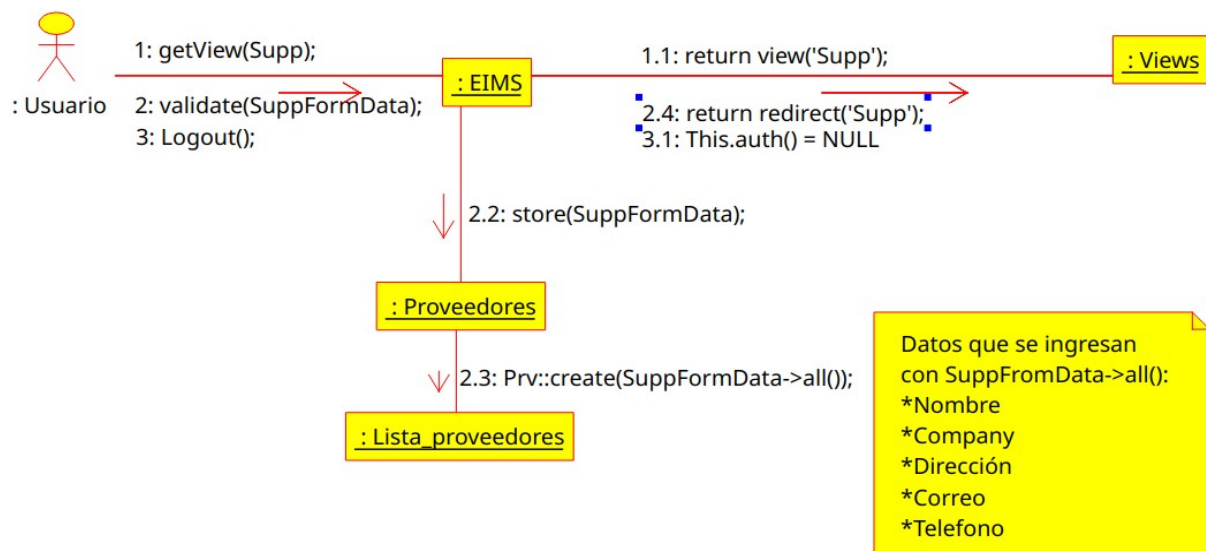 1: getView(Supp);
: Usuario
2: validate(SuppFormData);
3: Logout();
: EIMS
1.1: return view('Supp');
2.4: return redirect('Supp');
3.1: This.auth() = NULL
: Views
2.2: store(SuppFormData);
: Proveedores
2.3: Prv::create(SuppFormData->all());
: Lista_proveedores
Datos que se ingresan
con SuppFromData->all():
*Nombre
*Company
*Dirección
*Correo
*Telefono